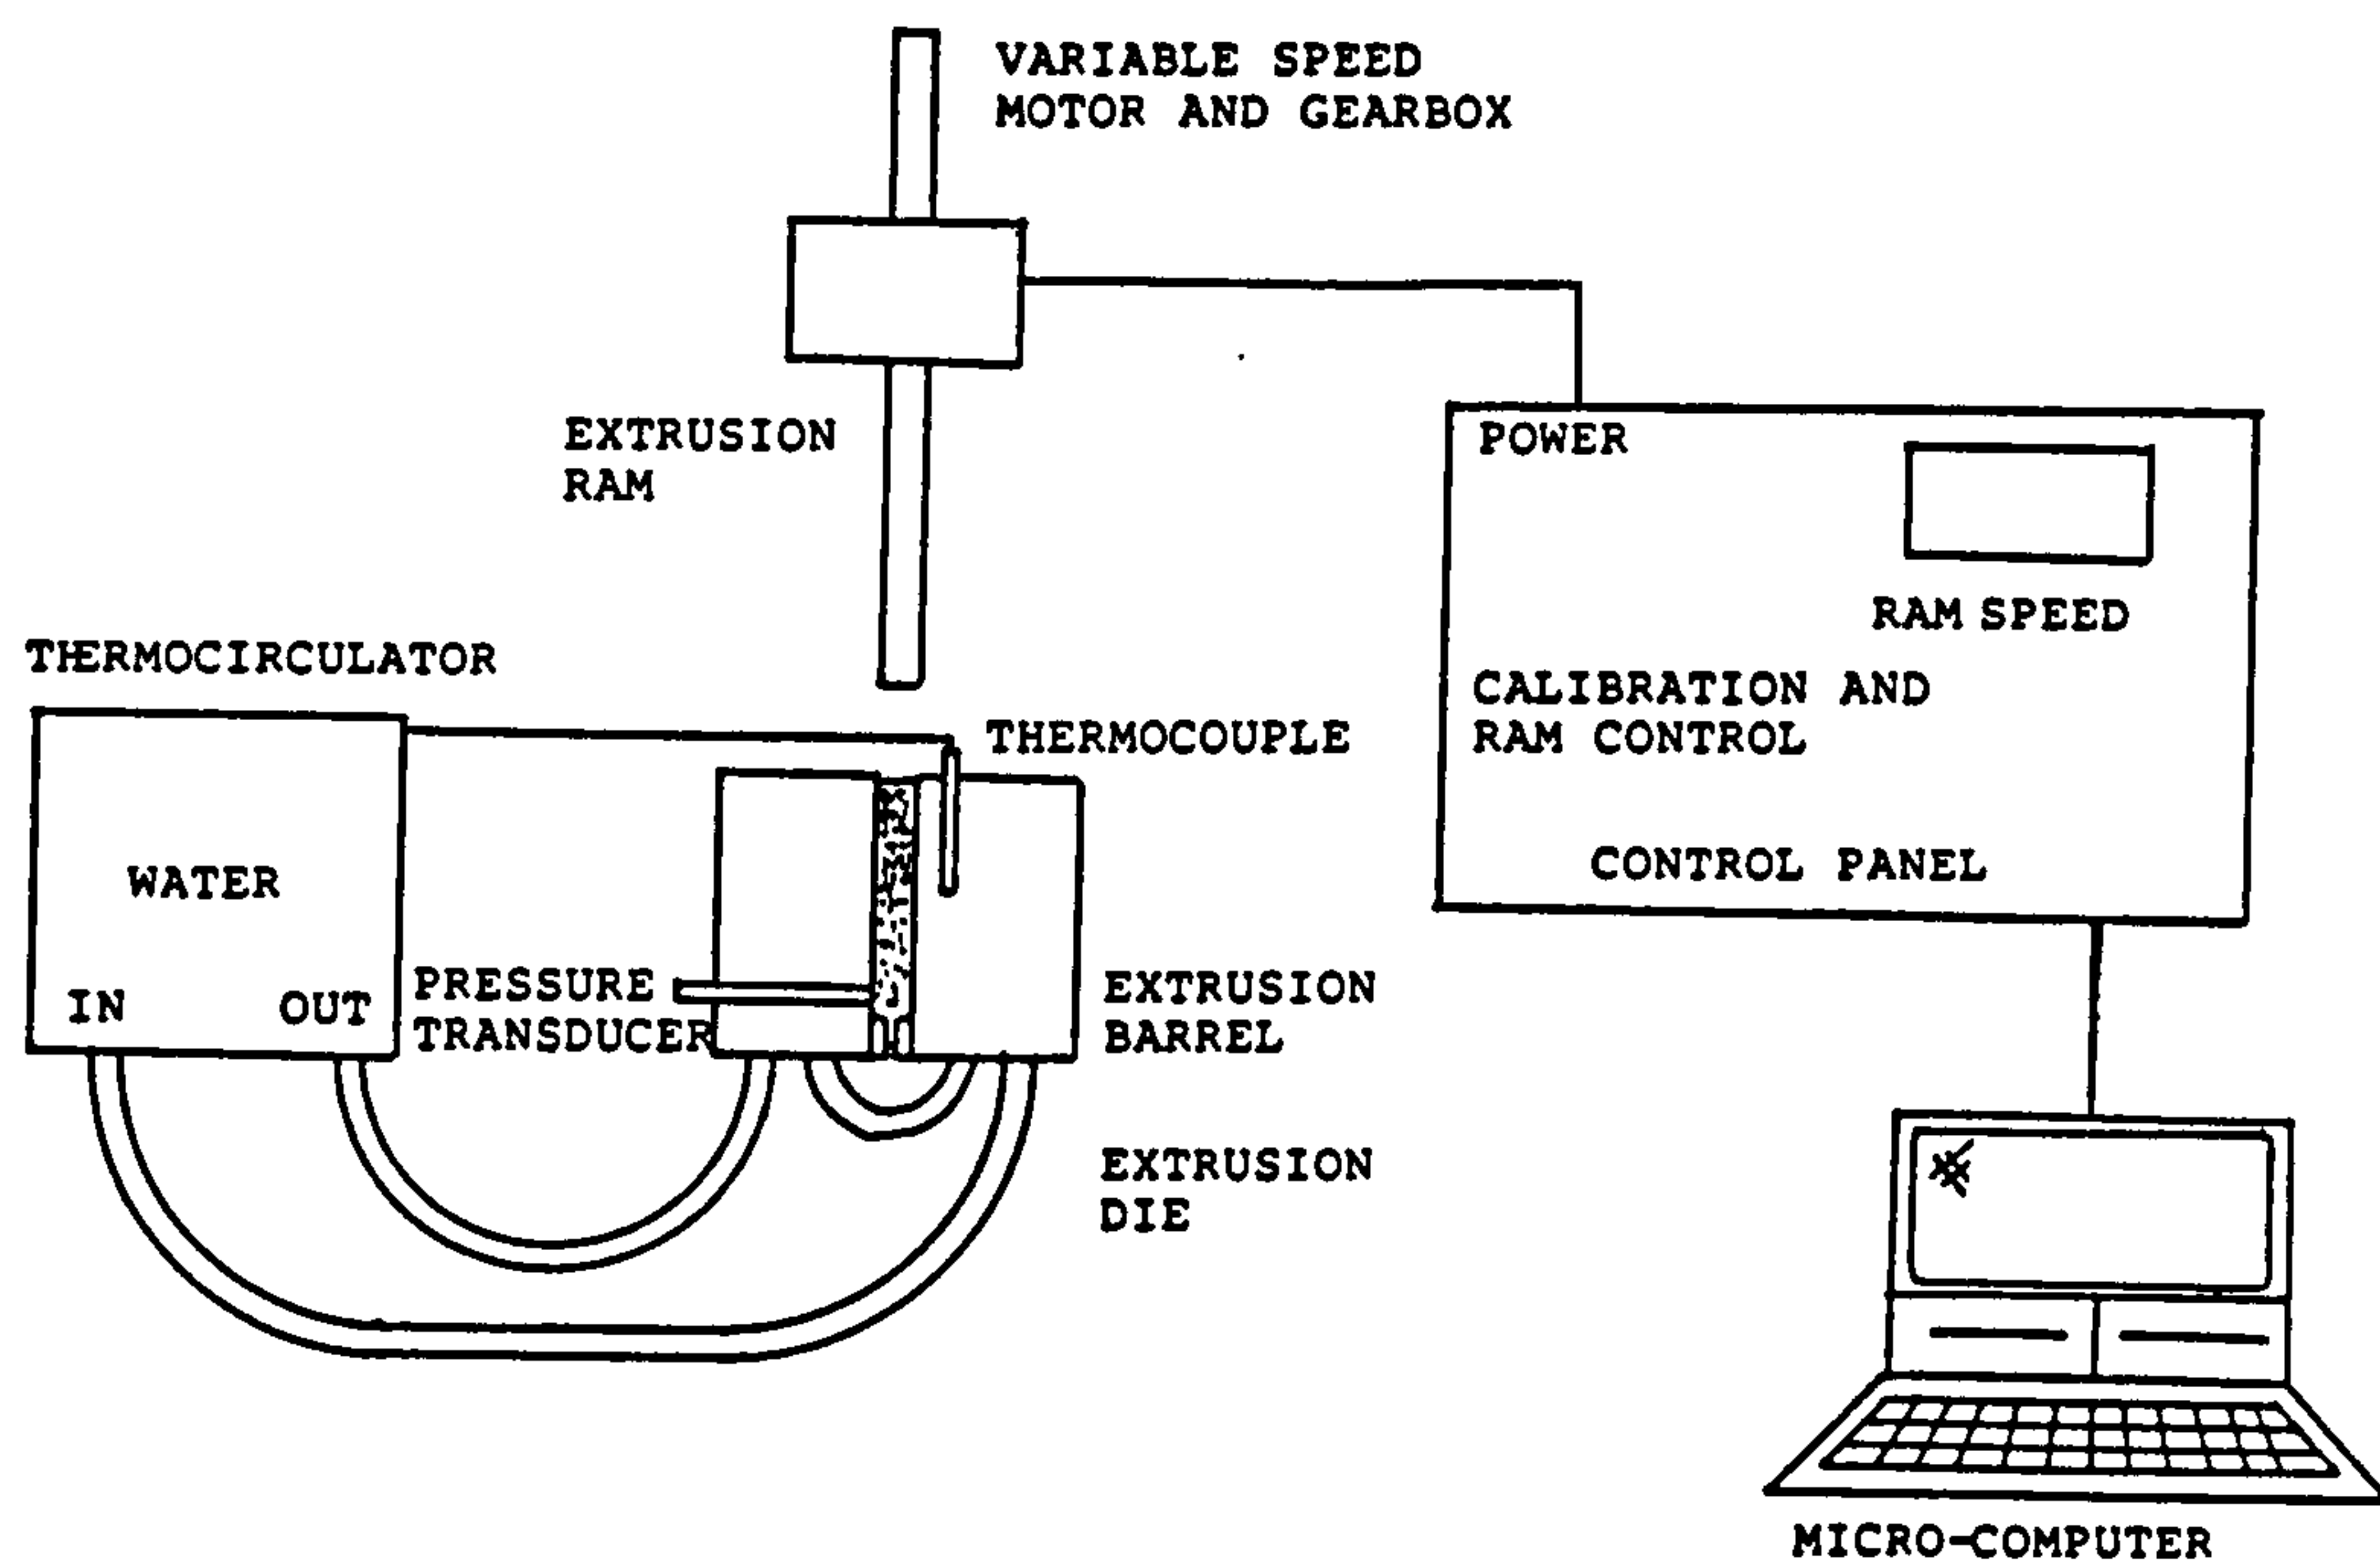 VARIABLE SPEED
MOTOR AND GEARBOX
EXTRUSION
RAM
POWER
RAM SPEED
CALIBRATION AND
RAM CONTROL
CONTROL PANEL
THERMOCIRCULATOR
THERMOCOUPLE
WATER
IN
OUT
PRESSURE
TRANSDUCER
EXTRUSION
BARREL
EXTRUSION
DIE
MICRO-COMPUTER